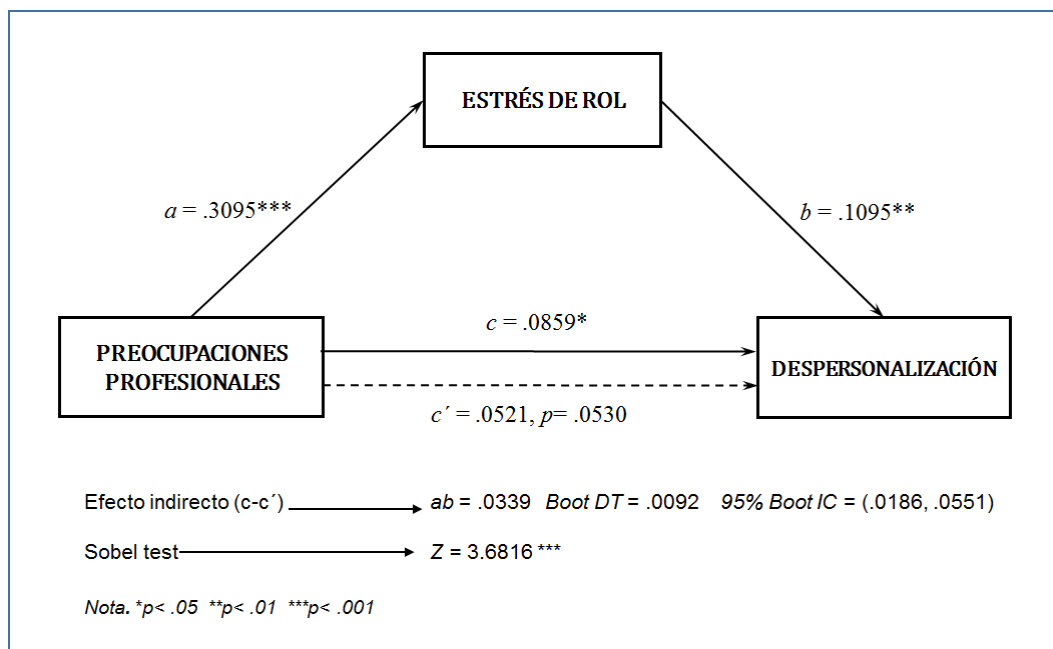 ESTRÉS DE ROL
a = .3095***
b = .1095**
c = .0859*
PREOCUPACIONES
PROFESIONALES
DESPERSONALIZACIÓN
c´ = .0521, p= .0530
Efecto indirecto (c-c´) ab = .0339 Boot DT = .0092 95% Boot IC = (.0186, .0551)
Sobel test Z = 3.6816 ***
Nota. *p< .05 **p< .01 ***p< .001